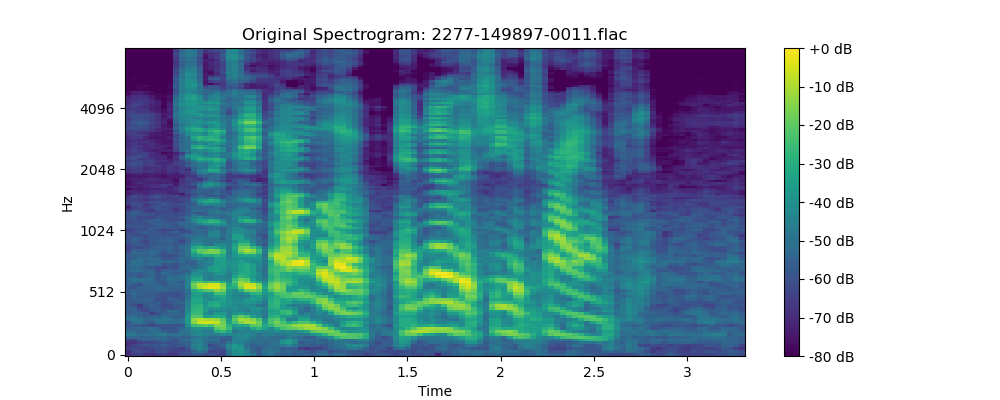 Original Spectrogram: 2277-149897-0011.flac
+0 dB
4096
-10 dB
-20 dB
2048
-30 dB
Hz
-40 dB
1024
-50 dB
512
-60 dB
-70 dB
0
-80 dB
0 0.5 1 1.5 2 2.5 3
Time